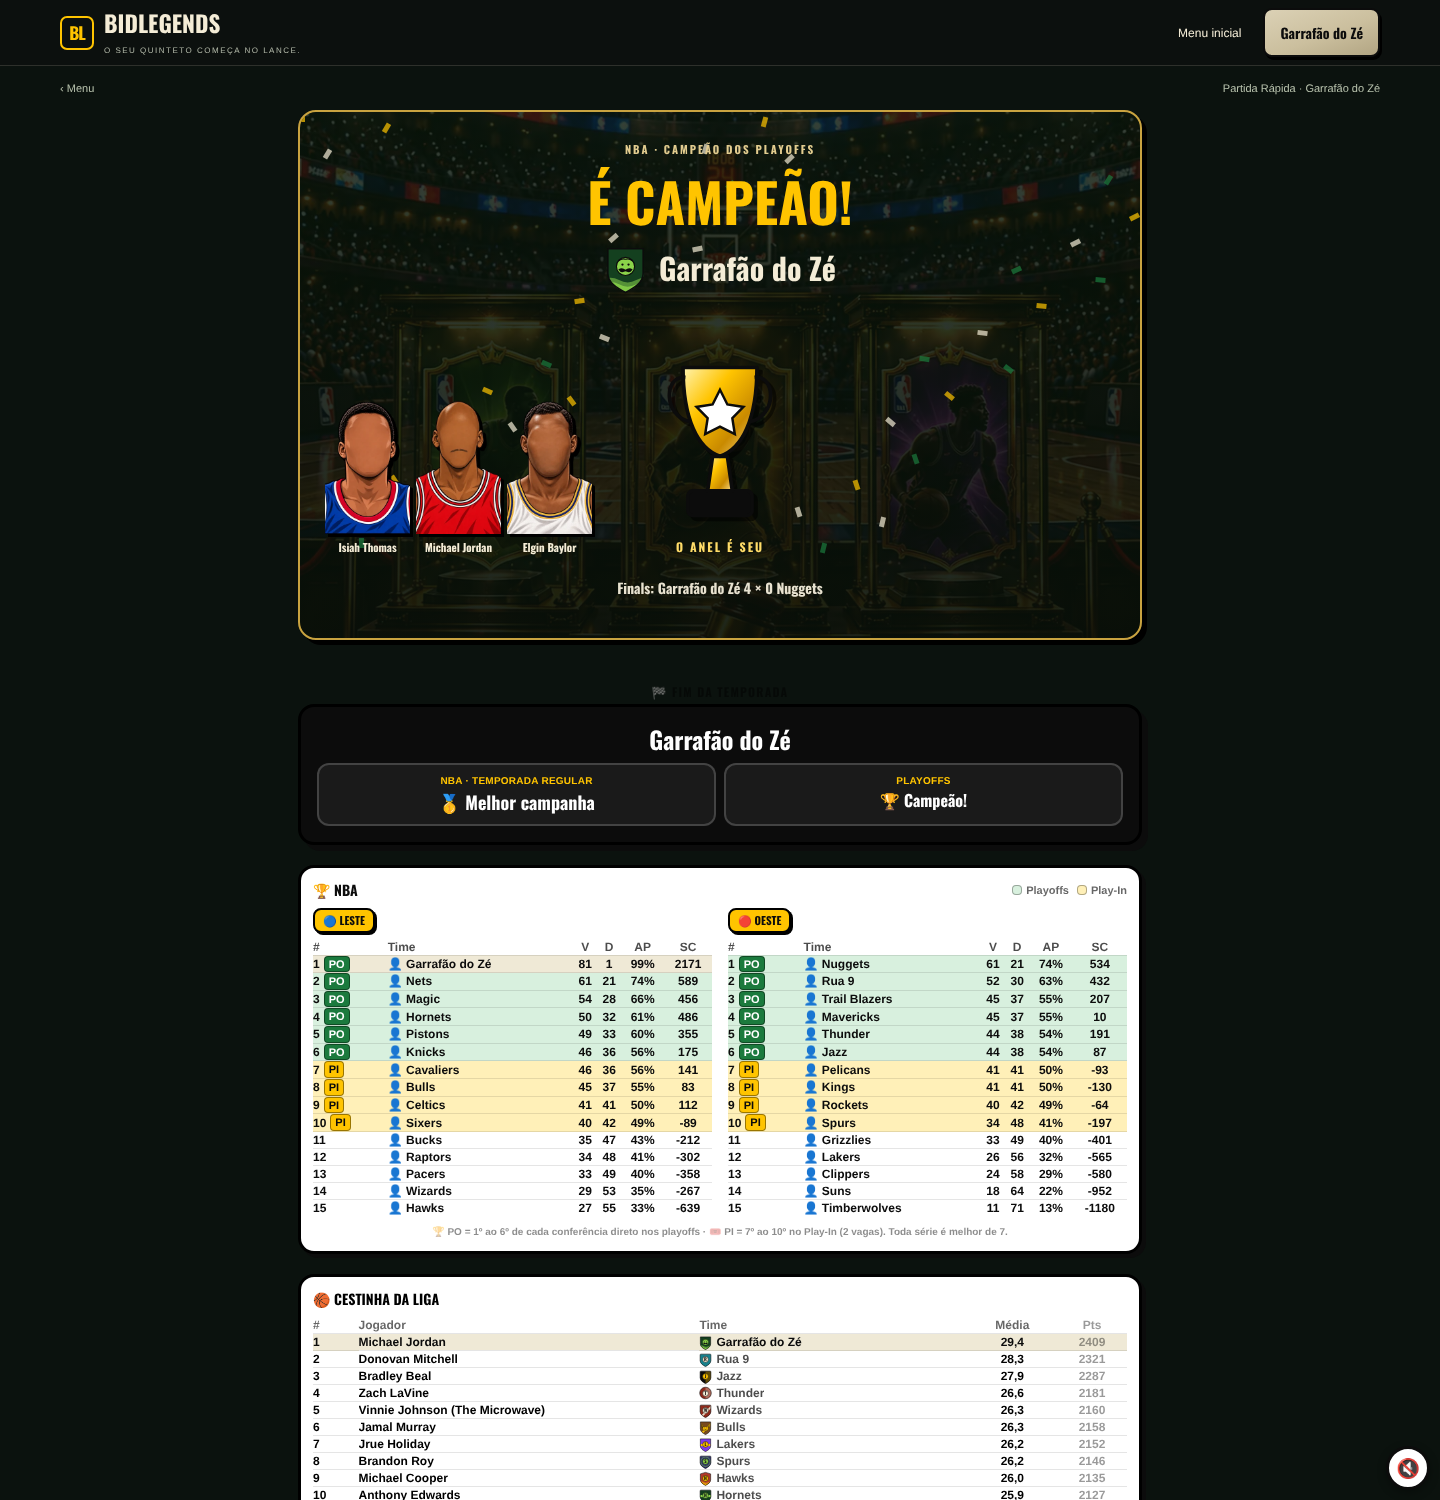 BL BIDLEGENDS
O SEU QUINTETO COMEÇA NO LANCE.
Menu inicial
Garrafão do Zé
‹ Menu
Partida Rápida · Garrafão do Zé
NBA · CAMPEÃO DOS PLAYOFFS
É CAMPEÃO!
Garrafão do Zé
Isiah Thomas
Michael Jordan
Elgin Baylor
O ANEL É SEU
Finals: Garrafão do Zé 4 × 0 Nuggets
FIM DA TEMPORADA
Garrafão do Zé
NBA · TEMPORADA REGULAR
Melhor campanha
PLAYOFFS
Campeão!
NBA
Playoffs Play-In
LESTE
# Time V D AP SC
1 PO Garrafão do Zé 81 1 99% 2171
2 PO Nets 61 21 74% 589
3 PO Magic 54 28 66% 456
4 PO Hornets 50 32 61% 486
5 PO Pistons 49 33 60% 355
6 PO Knicks 46 36 56% 175
7 PI Cavaliers 46 36 56% 141
8 PI Bulls 45 37 55% 83
9 PI Celtics 41 41 50% 112
10 PI Sixers 40 42 49% -89
11 Bucks 35 47 43% -212
12 Raptors 34 48 41% -302
13 Pacers 33 49 40% -358
14 Wizards 29 53 35% -267
15 Hawks 27 55 33% -639
OESTE
# Time V D AP SC
1 PO Nuggets 61 21 74% 534
2 PO Rua 9 52 30 63% 432
3 PO Trail Blazers 45 37 55% 207
4 PO Mavericks 45 37 55% 10
5 PO Thunder 44 38 54% 191
6 PO Jazz 44 38 54% 87
7 PI Pelicans 41 41 50% -93
8 PI Kings 41 41 50% -130
9 PI Rockets 40 42 49% -64
10 PI Spurs 34 48 41% -197
11 Grizzlies 33 49 40% -401
12 Lakers 26 56 32% -565
13 Clippers 24 58 29% -580
14 Suns 18 64 22% -952
15 Timberwolves 11 71 13% -1180
PO = 1º ao 6º de cada conferência direto nos playoffs · PI = 7º ao 10º no Play-In (2 vagas). Toda série é melhor de 7.
CESTINHA DA LIGA
# Jogador Time Média Pts
1 Michael Jordan Garrafão do Zé 29,4 2409
2 Donovan Mitchell Rua 9 28,3 2321
3 Bradley Beal Jazz 27,9 2287
4 Zach LaVine Thunder 26,6 2181
5 Vinnie Johnson (The Microwave) Wizards 26,3 2160
6 Jamal Murray Bulls 26,3 2158
7 Jrue Holiday Lakers 26,2 2152
8 Brandon Roy Spurs 26,2 2146
9 Michael Cooper Hawks 26,0 2135
10 Anthony Edwards Hornets 25,9 2127